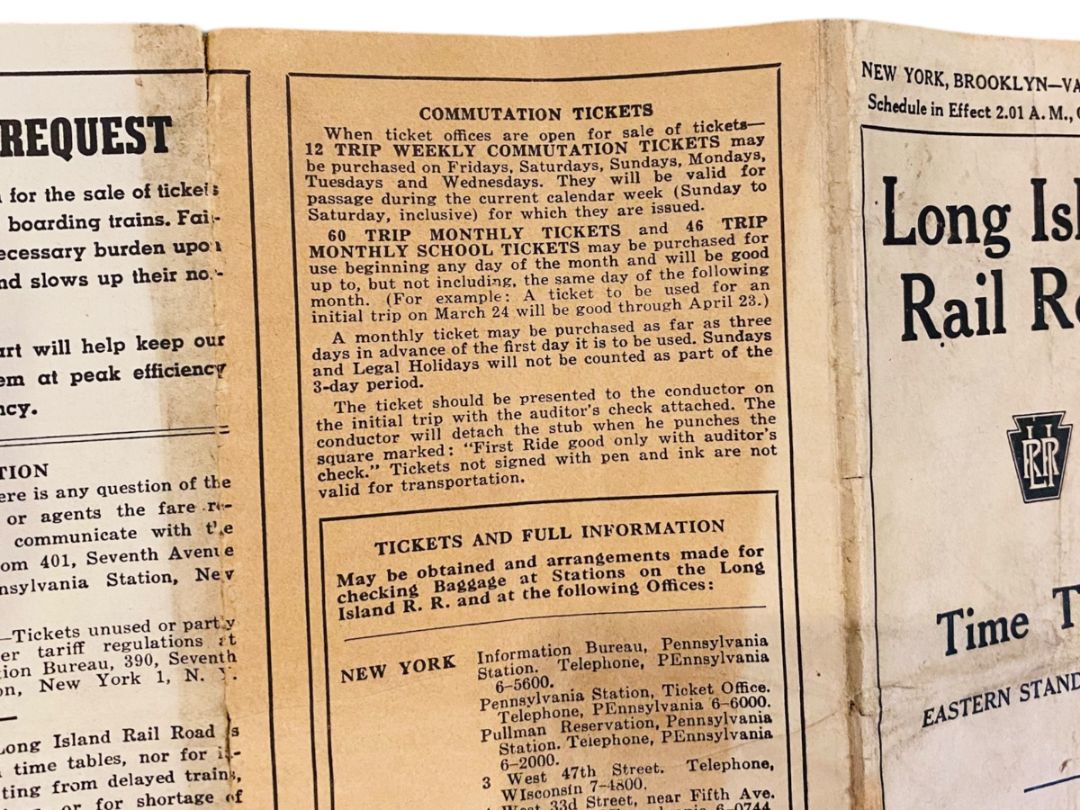 REQUEST
for the sale of tickets
boarding trains. Fail-
necessary burden upon
nd slows up their nor-
art will help keep our
em at peak efficiency
ncy.
TION
ere is any question of the
or agents the fare re-
communicate with the
oom 401, Seventh Avenue
nnsylvania Station, New
—Tickets unused or partly
er tariff regulations at
tion Bureau, 390, Seventh
on, New York 1, N. Y.
Long Island Rail Road is
time tables, nor for
ting from delayed trains,
or for shortage of
COMMUTATION TICKETS
When ticket offices are open for sale of tickets—
12 TRIP WEEKLY COMMUTATION TICKETS may
be purchased on Fridays, Saturdays, Sundays, Mondays,
Tuesdays and Wednesdays. They will be valid for
passage during the current calendar week (Sunday to
Saturday, inclusive) for which they are issued.
60 TRIP MONTHLY TICKETS and 46 TRIP
MONTHLY SCHOOL TICKETS may be purchased for
use beginning any day of the month and will be good
up to, but not including, the same day of the following
month. (For example: A ticket to be used for an
initial trip on March 24 will be good through April 23.)
A monthly ticket may be purchased as far as three
days in advance of the first day it is to be used. Sundays
and Legal Holidays will not be counted as part of the
3-day period.
The ticket should be presented to the conductor on
the initial trip with the auditor's check attached. The
conductor will detach the stub when he punches the
square marked: "First Ride good only with auditor's
check." Tickets not signed with pen and ink are not
valid for transportation.
TICKETS AND FULL INFORMATION
May be obtained and arrangements made for
checking Baggage at Stations on the Long
Island R. R. and at the following Offices:
NEW YORK Information Bureau, Pennsylvania
Station. Telephone, PEnnsylvania
6-5600.
Pennsylvania Station, Ticket Office.
Telephone, PEnnsylvania 6-6000.
Pullman Reservation, Pennsylvania
Station. Telephone, PEnnsylvania
6-2000.
3 West 47th Street. Telephone,
WIsconsin 7-4800.
West 33d Street, near Fifth Ave.
6-0744
NEW YORK, BROOKLYN—VA
Schedule in Effect 2.01 A. M.,
Long Isl
Rail Ro
LIRR
Time T
EASTERN STAND